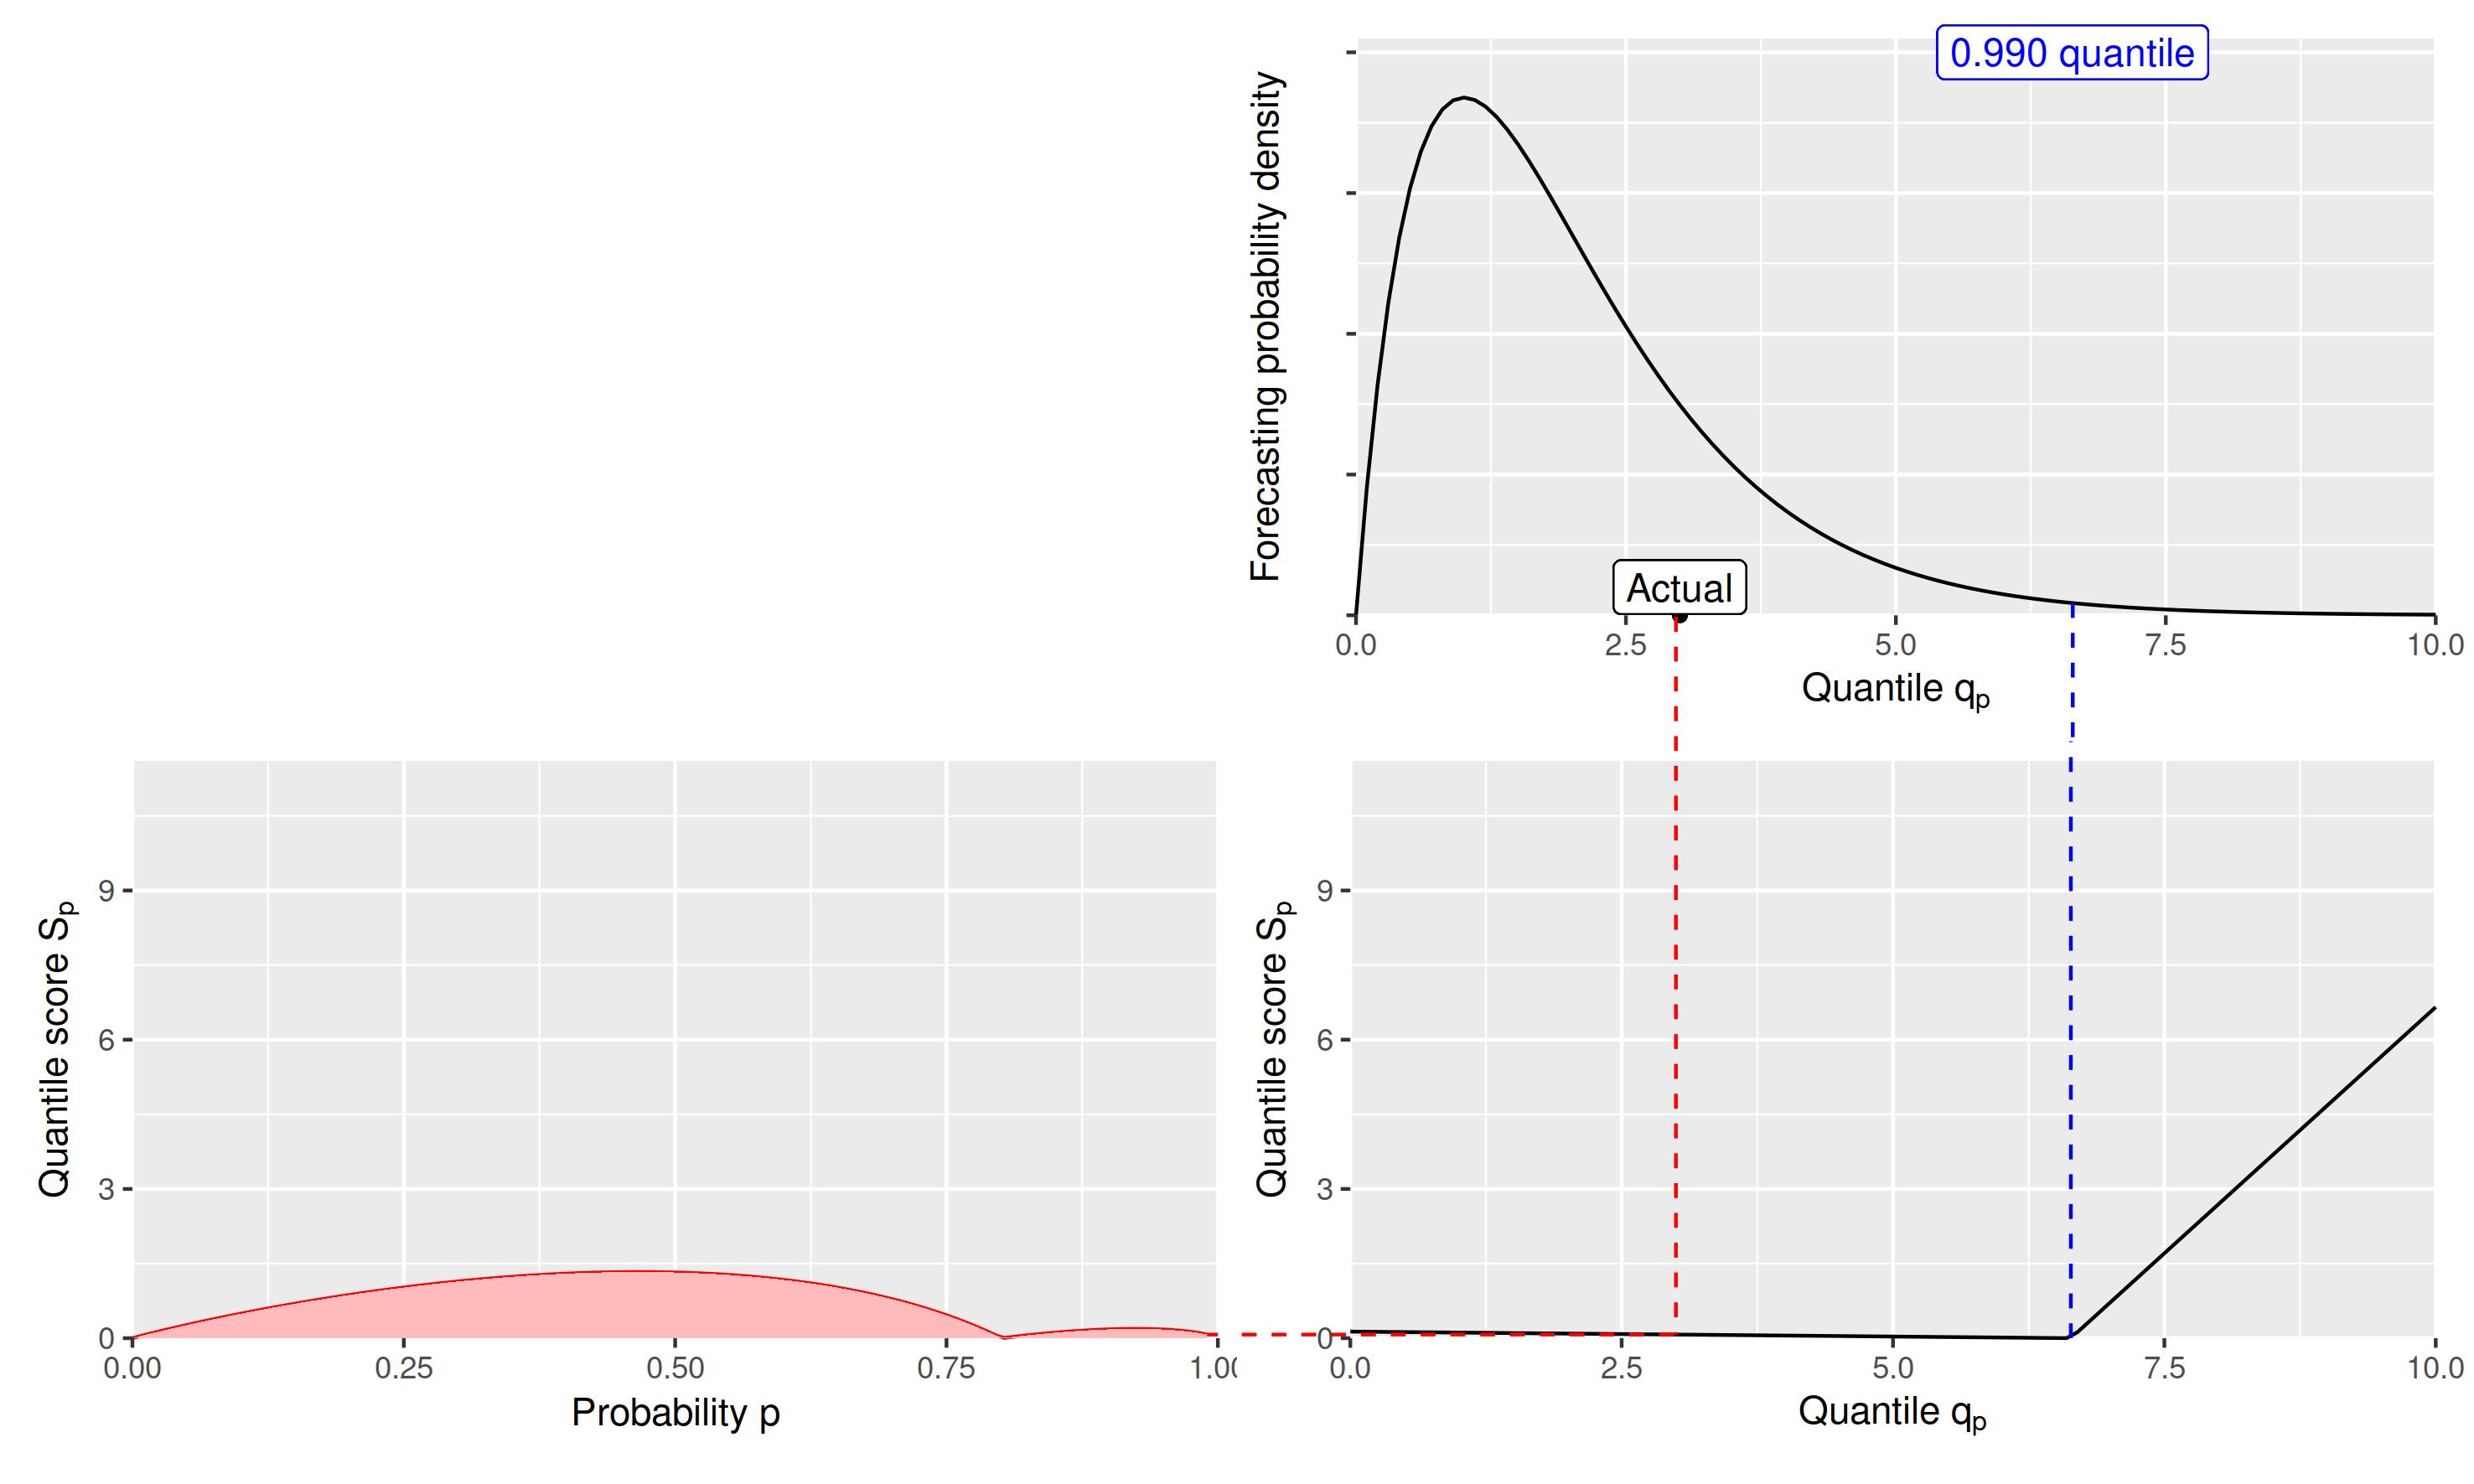 0.990 quantile
Forecasting probability density
Actual
0.0 2.5 5.0 7.5 10.0
Quantile qp
Quantile score Sp
9
6
3
0
0.00 0.25 0.50 0.75 1.00
Probability p
Quantile score Sp
9
6
3
0
0.0 2.5 5.0 7.5 10.0
Quantile qp